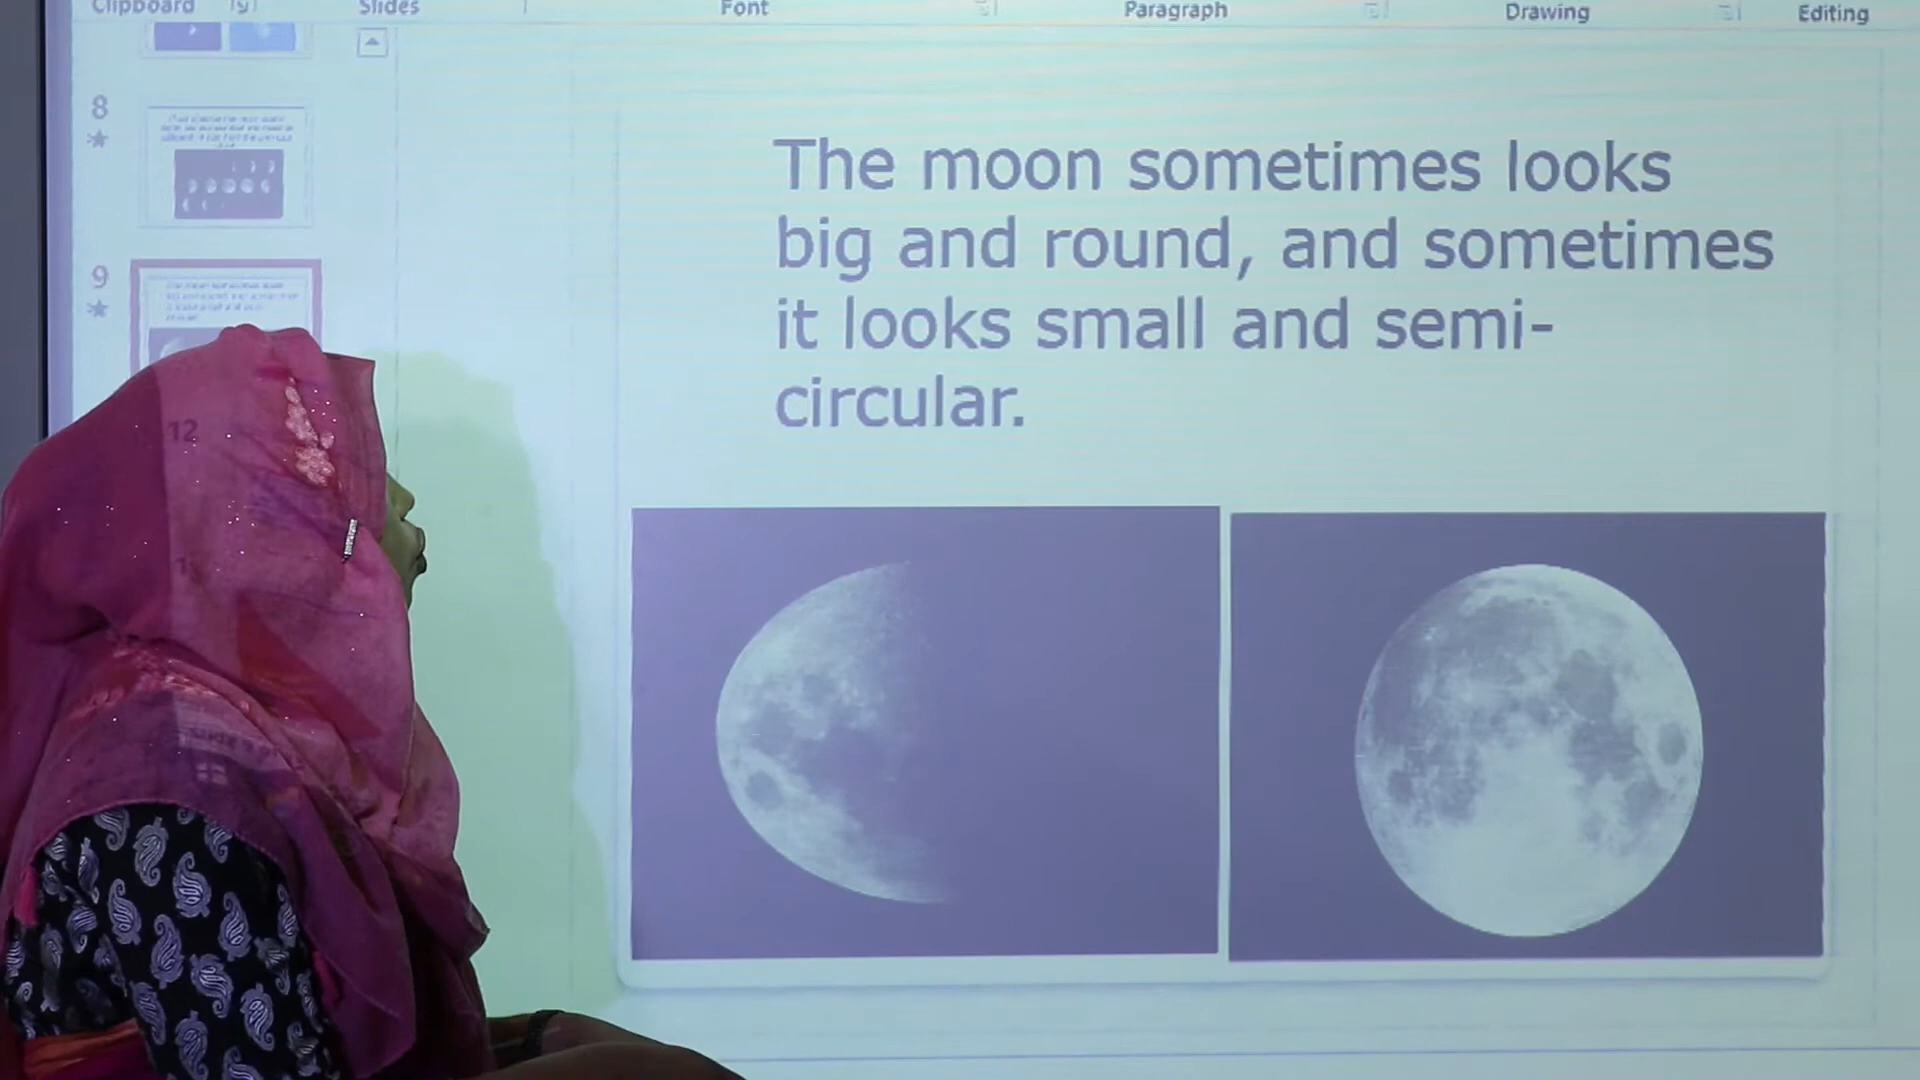 Clipboard Slides Font Paragraph Drawing Editing
8
9
12
The moon sometimes looks
big and round, and sometimes
it looks small and semi-
circular.